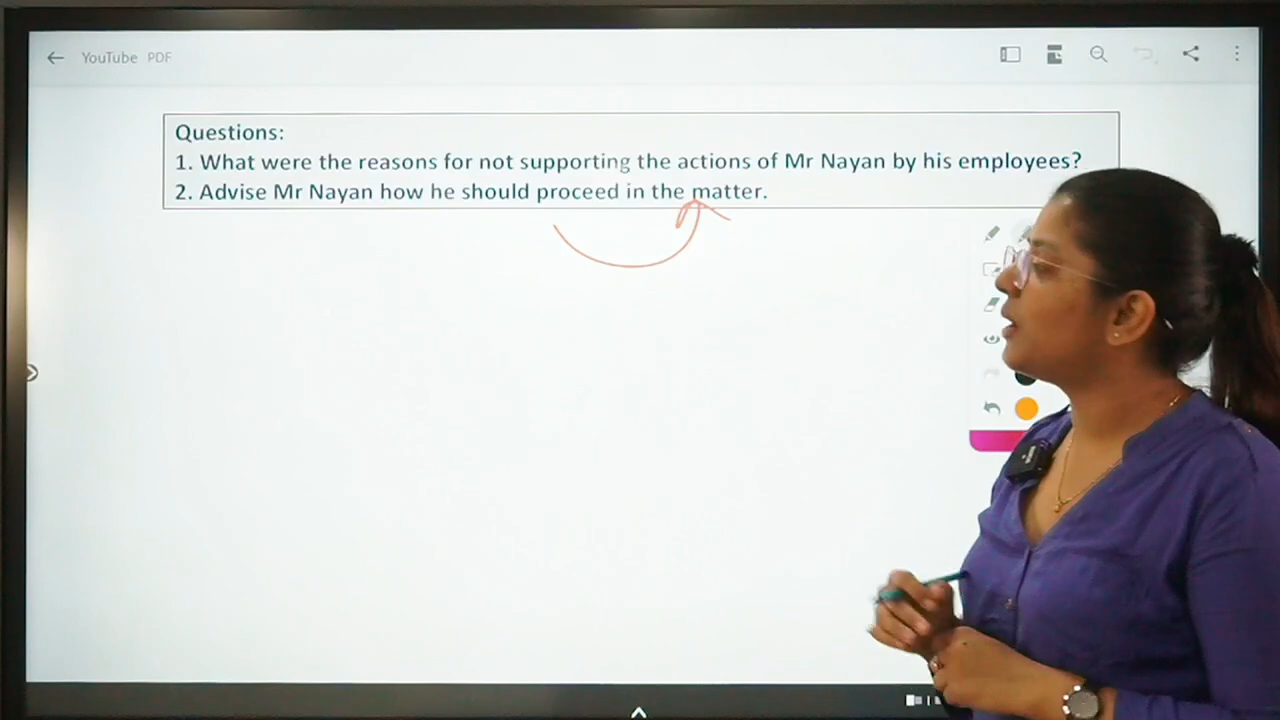 YouTube PDF
Questions:
1. What were the reasons for not supporting the actions of Mr Nayan by his employees?
2. Advise Mr Nayan how he should proceed in the matter.